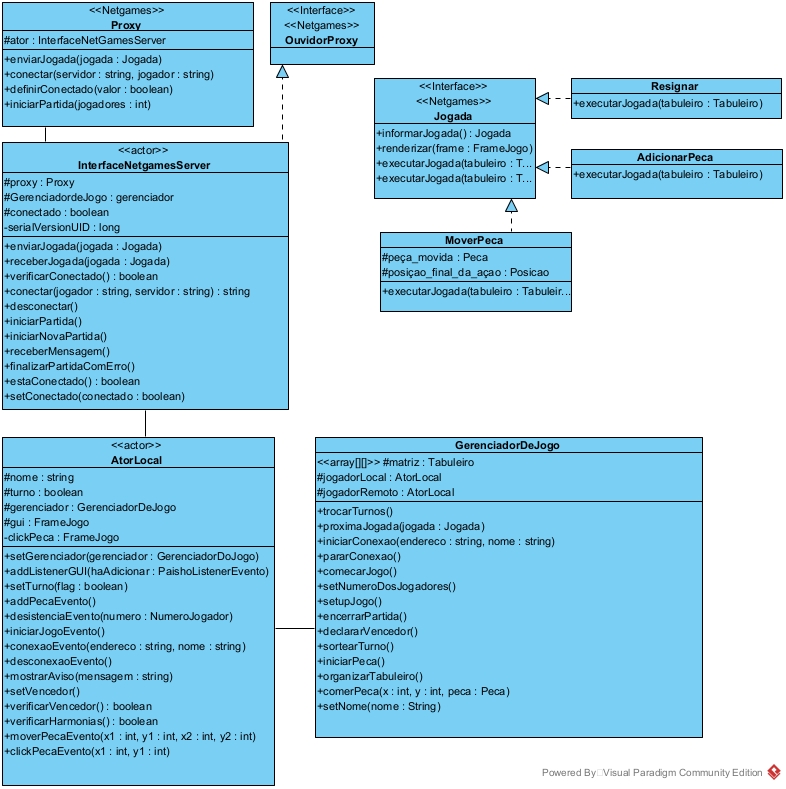 <<Netgames>>
Proxy
#ator : InterfaceNetGamesServer
+enviarJogada(jogada : Jogada)
+conectar(servidor : string, jogador : string)
+definirConectado(valor : boolean)
+iniciarPartida(jogadores : int)
<<Interface>>
<<Netgames>>
OuvidorProxy
<<Interface>>
<<Netgames>>
Jogada
+informarJogada() : Jogada
+renderizar(frame : FrameJogo)
+executarJogada(tabuleiro : T...
+executarJogada(tabuleiro : T...
Resignar
+executarJogada(tabuleiro : Tabuleiro)
AdicionarPeca
+executarJogada(tabuleiro : Tabuleiro)
MoverPeca
#peça_movida : Peca
#posiçao_final_da_açao : Posicao
+executarJogada(tabuleiro : Tabuleir...
<<actor>>
InterfaceNetgamesServer
#proxy : Proxy
#GerenciadordeJogo : gerenciador
#conectado : boolean
-serialVersionUID : long
+enviarJogada(jogada : Jogada)
+receberJogada(jogada : Jogada)
+verificarConectado() : boolean
+conectar(jogador : string, servidor : string) : string
+desconectar()
+iniciarPartida()
+iniciarNovaPartida()
+receberMensagem()
+finalizarPartidaComErro()
+estaConectado() : boolean
+setConectado(conectado : boolean)
<<actor>>
AtorLocal
#nome : string
#turno : boolean
#gerenciador : GerenciadorDeJogo
#gui : FrameJogo
-clickPeca : FrameJogo
+setGerenciador(gerenciador : GerenciadorDoJogo)
+addListenerGUI(haAdicionar : PaishoListenerEvento)
+setTurno(flag : boolean)
+addPecaEvento()
+desistenciaEvento(numero : NumeroJogador)
+iniciarJogoEvento()
+conexaoEvento(endereco : string, nome : string)
+desconexaoEvento()
+mostrarAviso(mensagem : string)
+setVencedor()
+verificarVencedor() : boolean
+verificarHarmonias() : boolean
+moverPecaEvento(x1 : int, y1 : int, x2 : int, y2 : int)
+clickPecaEvento(x1 : int, y1 : int)
GerenciadorDeJogo
<<array[][]>> #matriz : Tabuleiro
#jogadorLocal : AtorLocal
#jogadorRemoto : AtorLocal
+trocarTurnos()
+proximaJogada(jogada : Jogada)
+iniciarConexao(endereco : string, nome : string)
+pararConexao()
+comecarJogo()
+setNumeroDosJogadores()
+setupJogo()
+encerrarPartida()
+declararVencedor()
+sortearTurno()
+iniciarPeca()
+organizarTabuleiro()
+comerPeca(x : int, y : int, peca : Peca)
+setNome(nome : String)
Powered By Visual Paradigm Community Edition